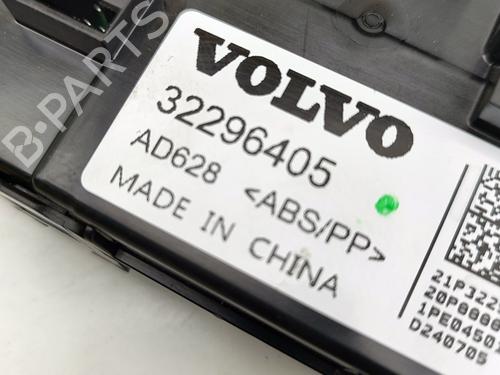 VOLVO
32296405
AD628 <ABS/PP>
MADE IN CHINA
D240705
B-PARTS